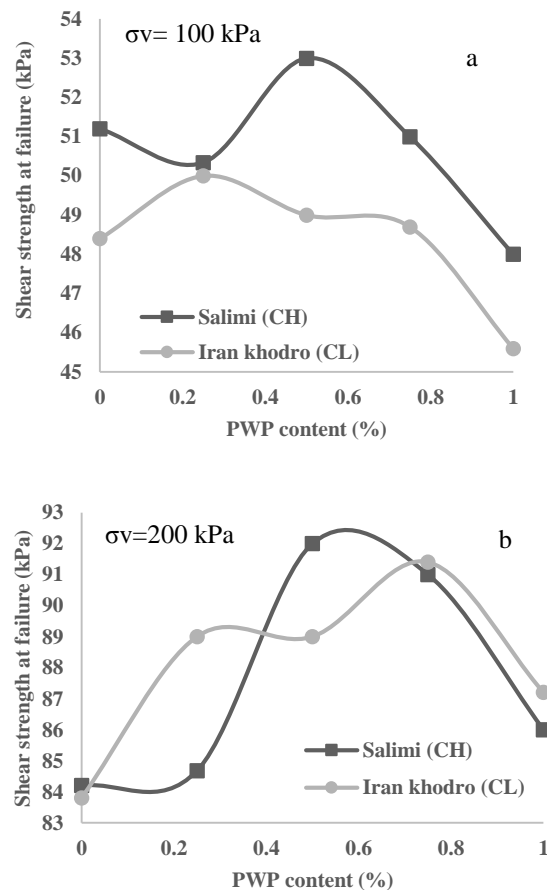 σv= 100 kPa
a
Shear strength at failure (kPa)
54
53
52
51
50
49
48
47
46
45
Salimi (CH)
Iran khodro (CL)
0 0.2 0.4 0.6 0.8 1
PWP content (%)
σv=200 kPa
b
Shear strength at failure (kPa)
93
92
91
90
89
88
87
86
85
84
83
Salimi (CH)
Iran khodro (CL)
0 0.2 0.4 0.6 0.8 1
PWP content (%)